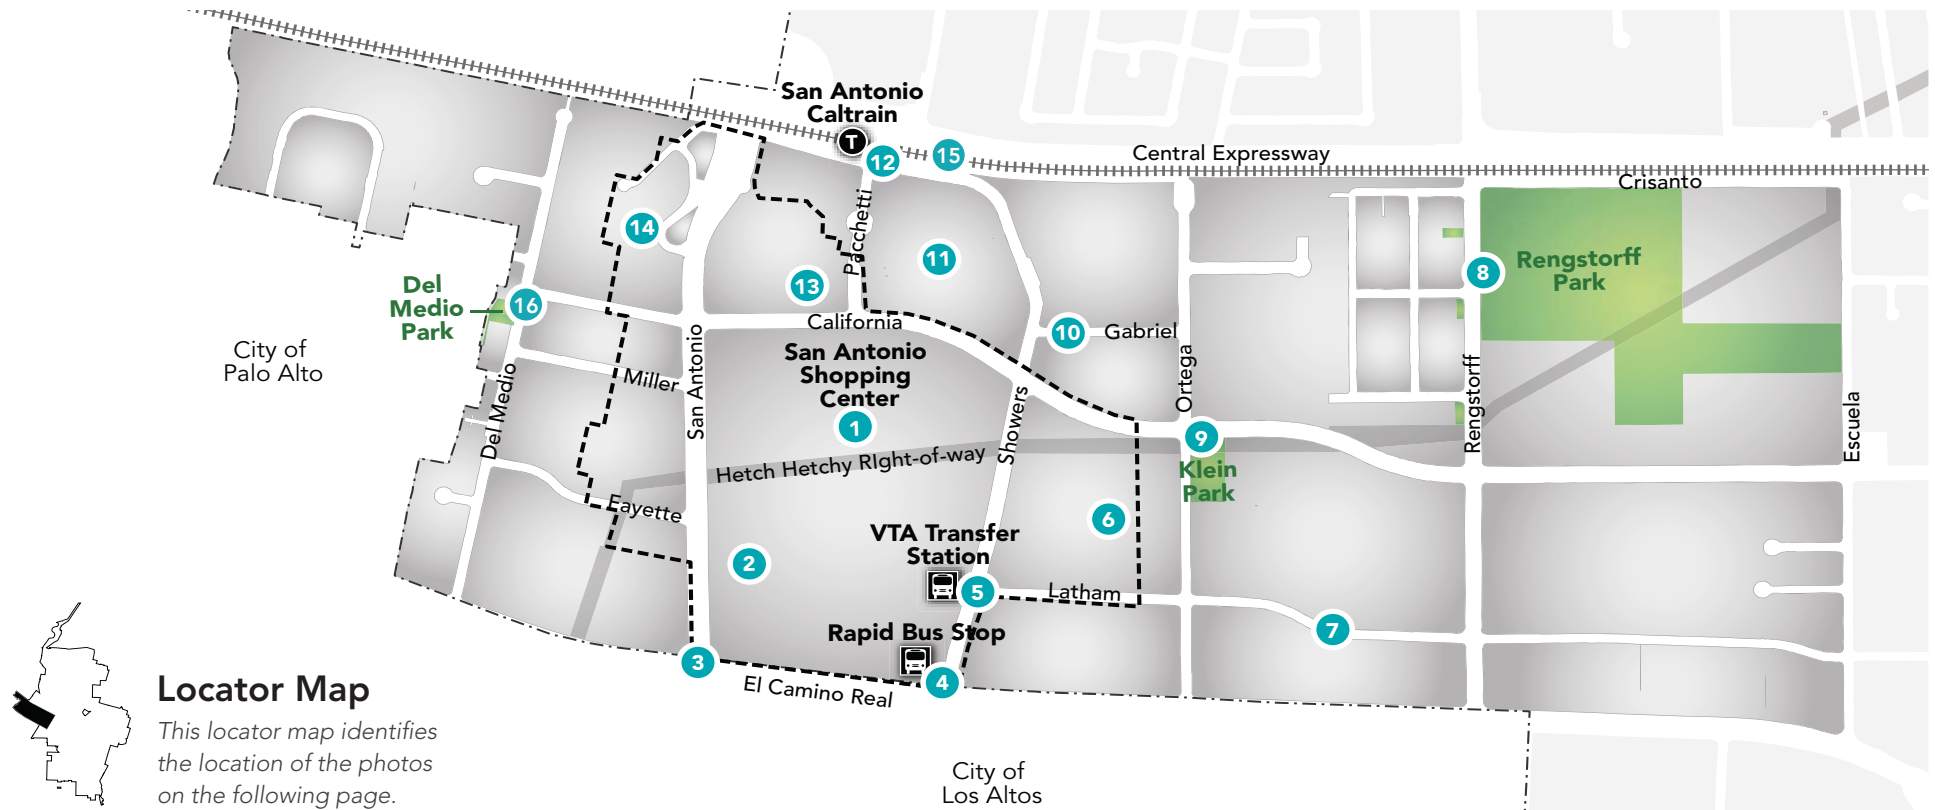 San Antonio
Caltrain
T
12
15
Central Expressway
Crisanto
14
Pacchetti
11
13
8
Rengstorff
Park
Del
Medio
Park
16
California
10
Gabriel
City of
Palo Alto
San Antonio
Shopping
Center
1
Miller
San Antonio
Del Medio
Showers
Ortega
Rengstorff
Escuela
9
Klein
Park
Hetch Hetchy RIght-of-way
Fayette
6
VTA Transfer
Station
2
5
Latham
7
Rapid Bus Stop
3
4
El Camino Real
Locator Map
This locator map identifies
the location of the photos
on the following page.
City of
Los Altos